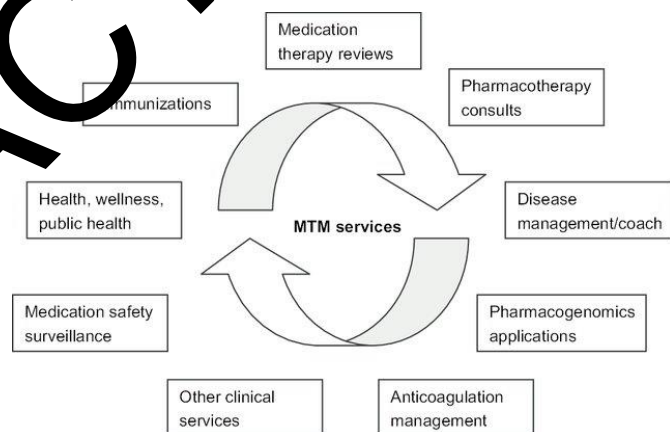 Medication
therapy reviews
Pharmacotherapy
consults
Disease
management/coach
Pharmacogenomics
applications
Anticoagulation
management
Other clinical
services
Medication safety
surveillance
Health, wellness,
public health
MTM services